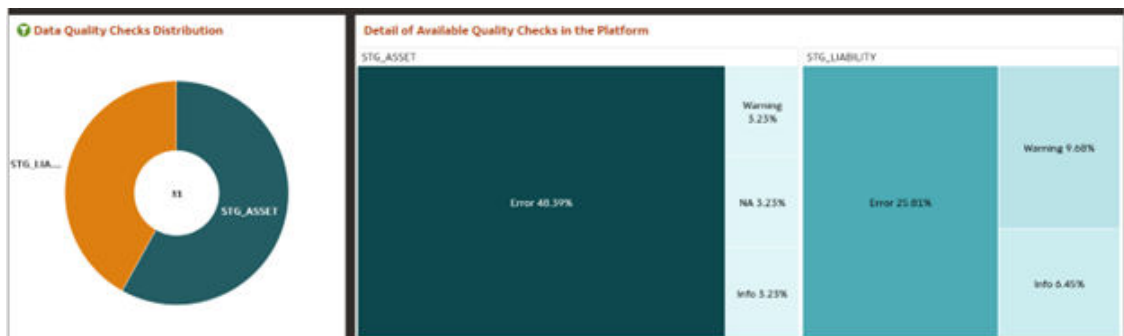 Data Quality Checks Distribution
STG_LIA...
31
STG_ASSET
Detail of Available Quality Checks in the Platform
STG_ASSET
Error 48.39%
Warning
3.23%
NA 3.23%
Info 3.23%
STG_LIABILITY
Error 25.81%
Warning 9.68%
Info 6.45%